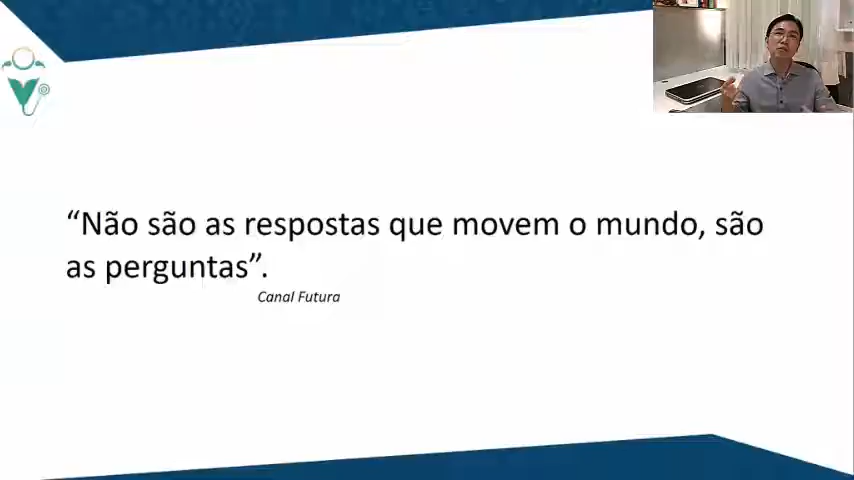 “Não são as respostas que movem o mundo, são
as perguntas”.
Canal Futura